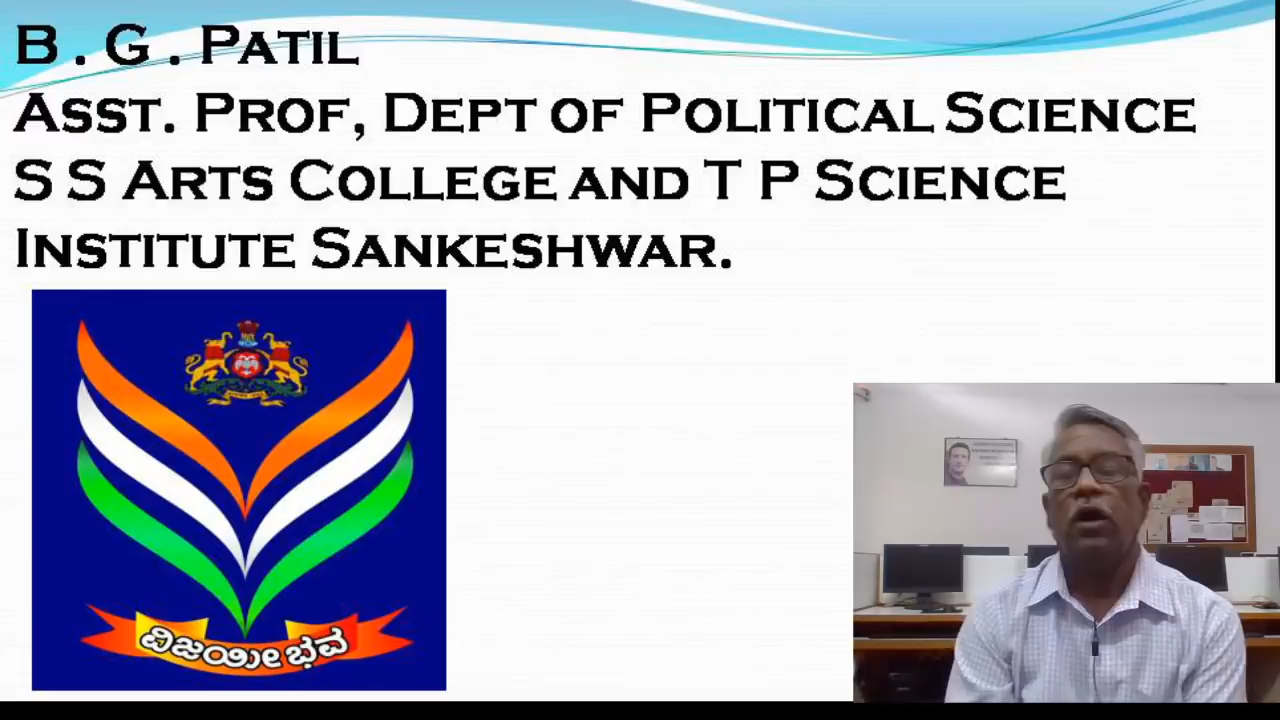 B . G . PATIL
ASST. PROF, DEPT OF POLITICAL SCIENCE
S S ARTS COLLEGE AND T P SCIENCE
INSTITUTE SANKESHWAR.
ವಿಜಯೀಭವ